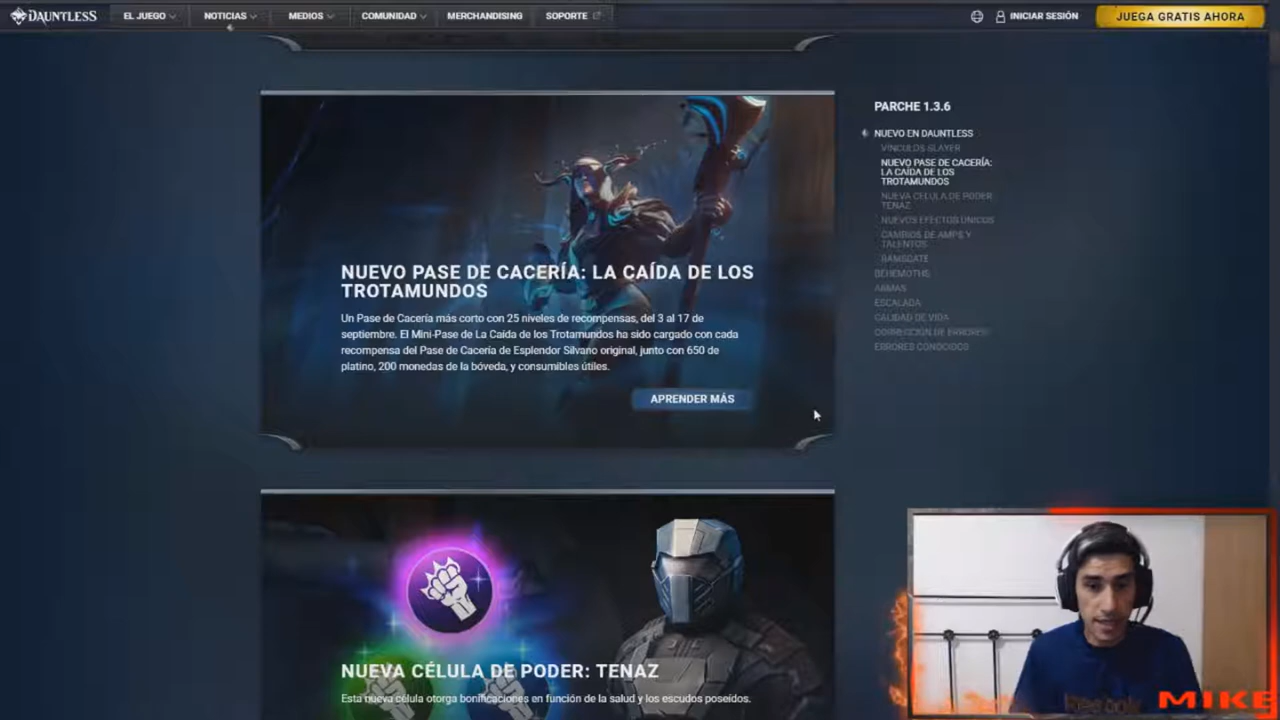 DAUNTLESS
EL JUEGO
NOTICIAS
MEDIOS
COMUNIDAD
MERCHANDISING
SOPORTE
INICIAR SESIÓN
JUEGA GRATIS AHORA
NUEVO PASE DE CACERÍA: LA CAÍDA DE LOS
TROTAMUNDOS
Un Pase de Cacería más corto con 25 niveles de recompensas, del 3 al 17 de
septiembre. El Mini-Pase de La Caída de los Trotamundos ha sido cargado con cada
recompensa del Pase de Cacería de Esplendor Silvano original, junto con 650 de
platino, 200 monedas de la bóveda, y consumibles útiles.
APRENDER MÁS
PARCHE 1.3.6
NUEVO EN DAUNTLESS
VÍNCULOS SLAYER
NUEVO PASE DE CACERÍA:
LA CAÍDA DE LOS
TROTAMUNDOS
NUEVA CÉLULA DE PODER:
TENAZ
NUEVOS EFECTOS ÚNICOS
CAMBIOS DE AMPS Y
TALENTOS
RAMSGATE
BEHEMOTHS
ARMAS
ESCALADA
CALIDAD DE VIDA
CORRECCIÓN DE ERRORES
ERRORES CONOCIDOS
NUEVA CÉLULA DE PODER: TENAZ
Esta nueva célula otorga bonificaciones en función de la salud y los escudos poseídos.
Reebok
MIKE